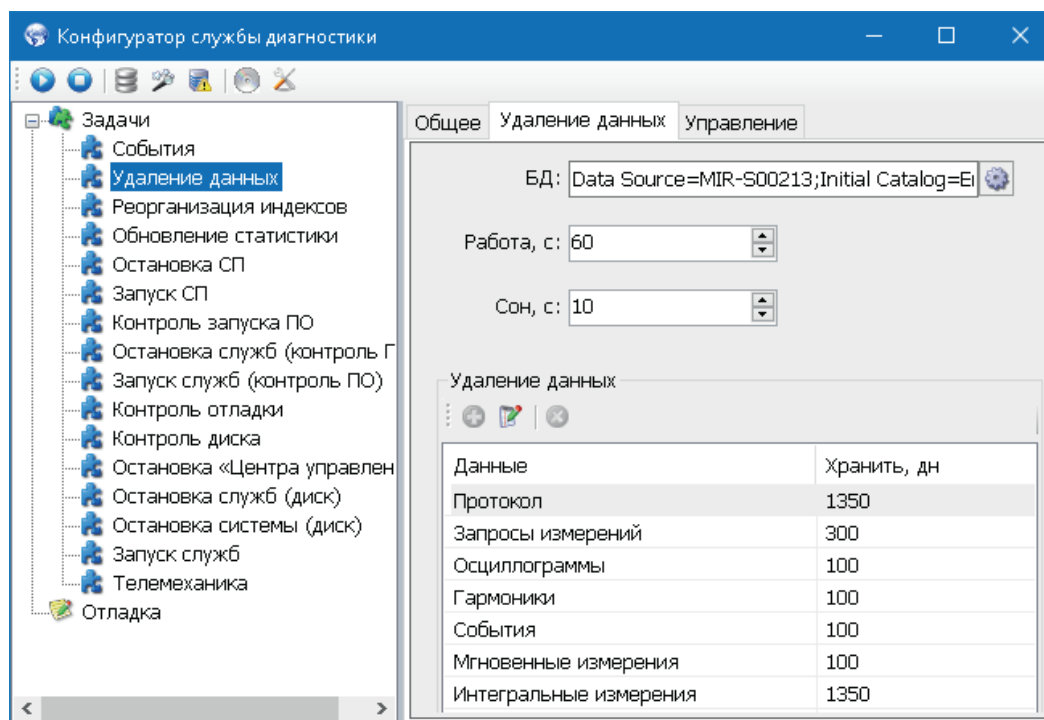 Конфигуратор службы диагностики
Задачи
События
Удаление данных
Реорганизация индексов
Обновление статистики
Остановка СП
Запуск СП
Контроль запуска ПО
Остановка служб (контроль Г
Запуск служб (контроль ПО)
Контроль отладки
Контроль диска
Остановка «Центра управлен
Остановка служб (диск)
Остановка системы (диск)
Запуск служб
Телемеханика
Отладка
Общее Удаление данных Управление
БД: Data Source=MIR-S00213;Initial Catalog=E
Работа, с: 60
Сон, с: 10
Удаление данных
Данные Хранить, дн
Протокол 1350
Запросы измерений 300
Осциллограммы 100
Гармоники 100
События 100
Мгновенные измерения 100
Интегральные измерения 1350